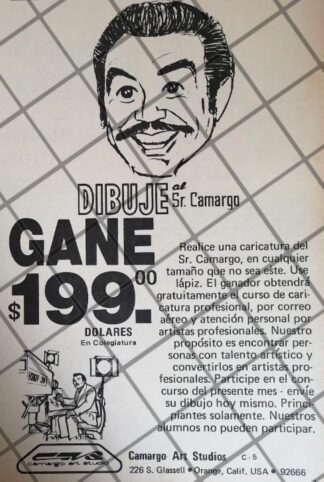 DIBUJE al
Sr. Camargo
GANE
$199.00
DOLARES
En Colegiatura
Realice una caricatura del
Sr. Camargo, en cualquier
tamaño que no sea este. Use
lápiz. El ganador obtendrá
gratuitamente el curso de cari-
catura profesional, por correo
aéreo y atención personal por
artistas profesionales. Nuestro
propósito es encontrar per-
sonas con talento artístico y
convertirlos en artistas pro-
fesionales. Participe en el con-
curso del presente mes - envíe
su dibujo hoy mismo. Princi-
piantes solamente. Nuestros
alumnos no pueden participar.
camargo art studio
Camargo Art Studios C-5
226 S. Glassell • Orange, Calif. USA • 92666